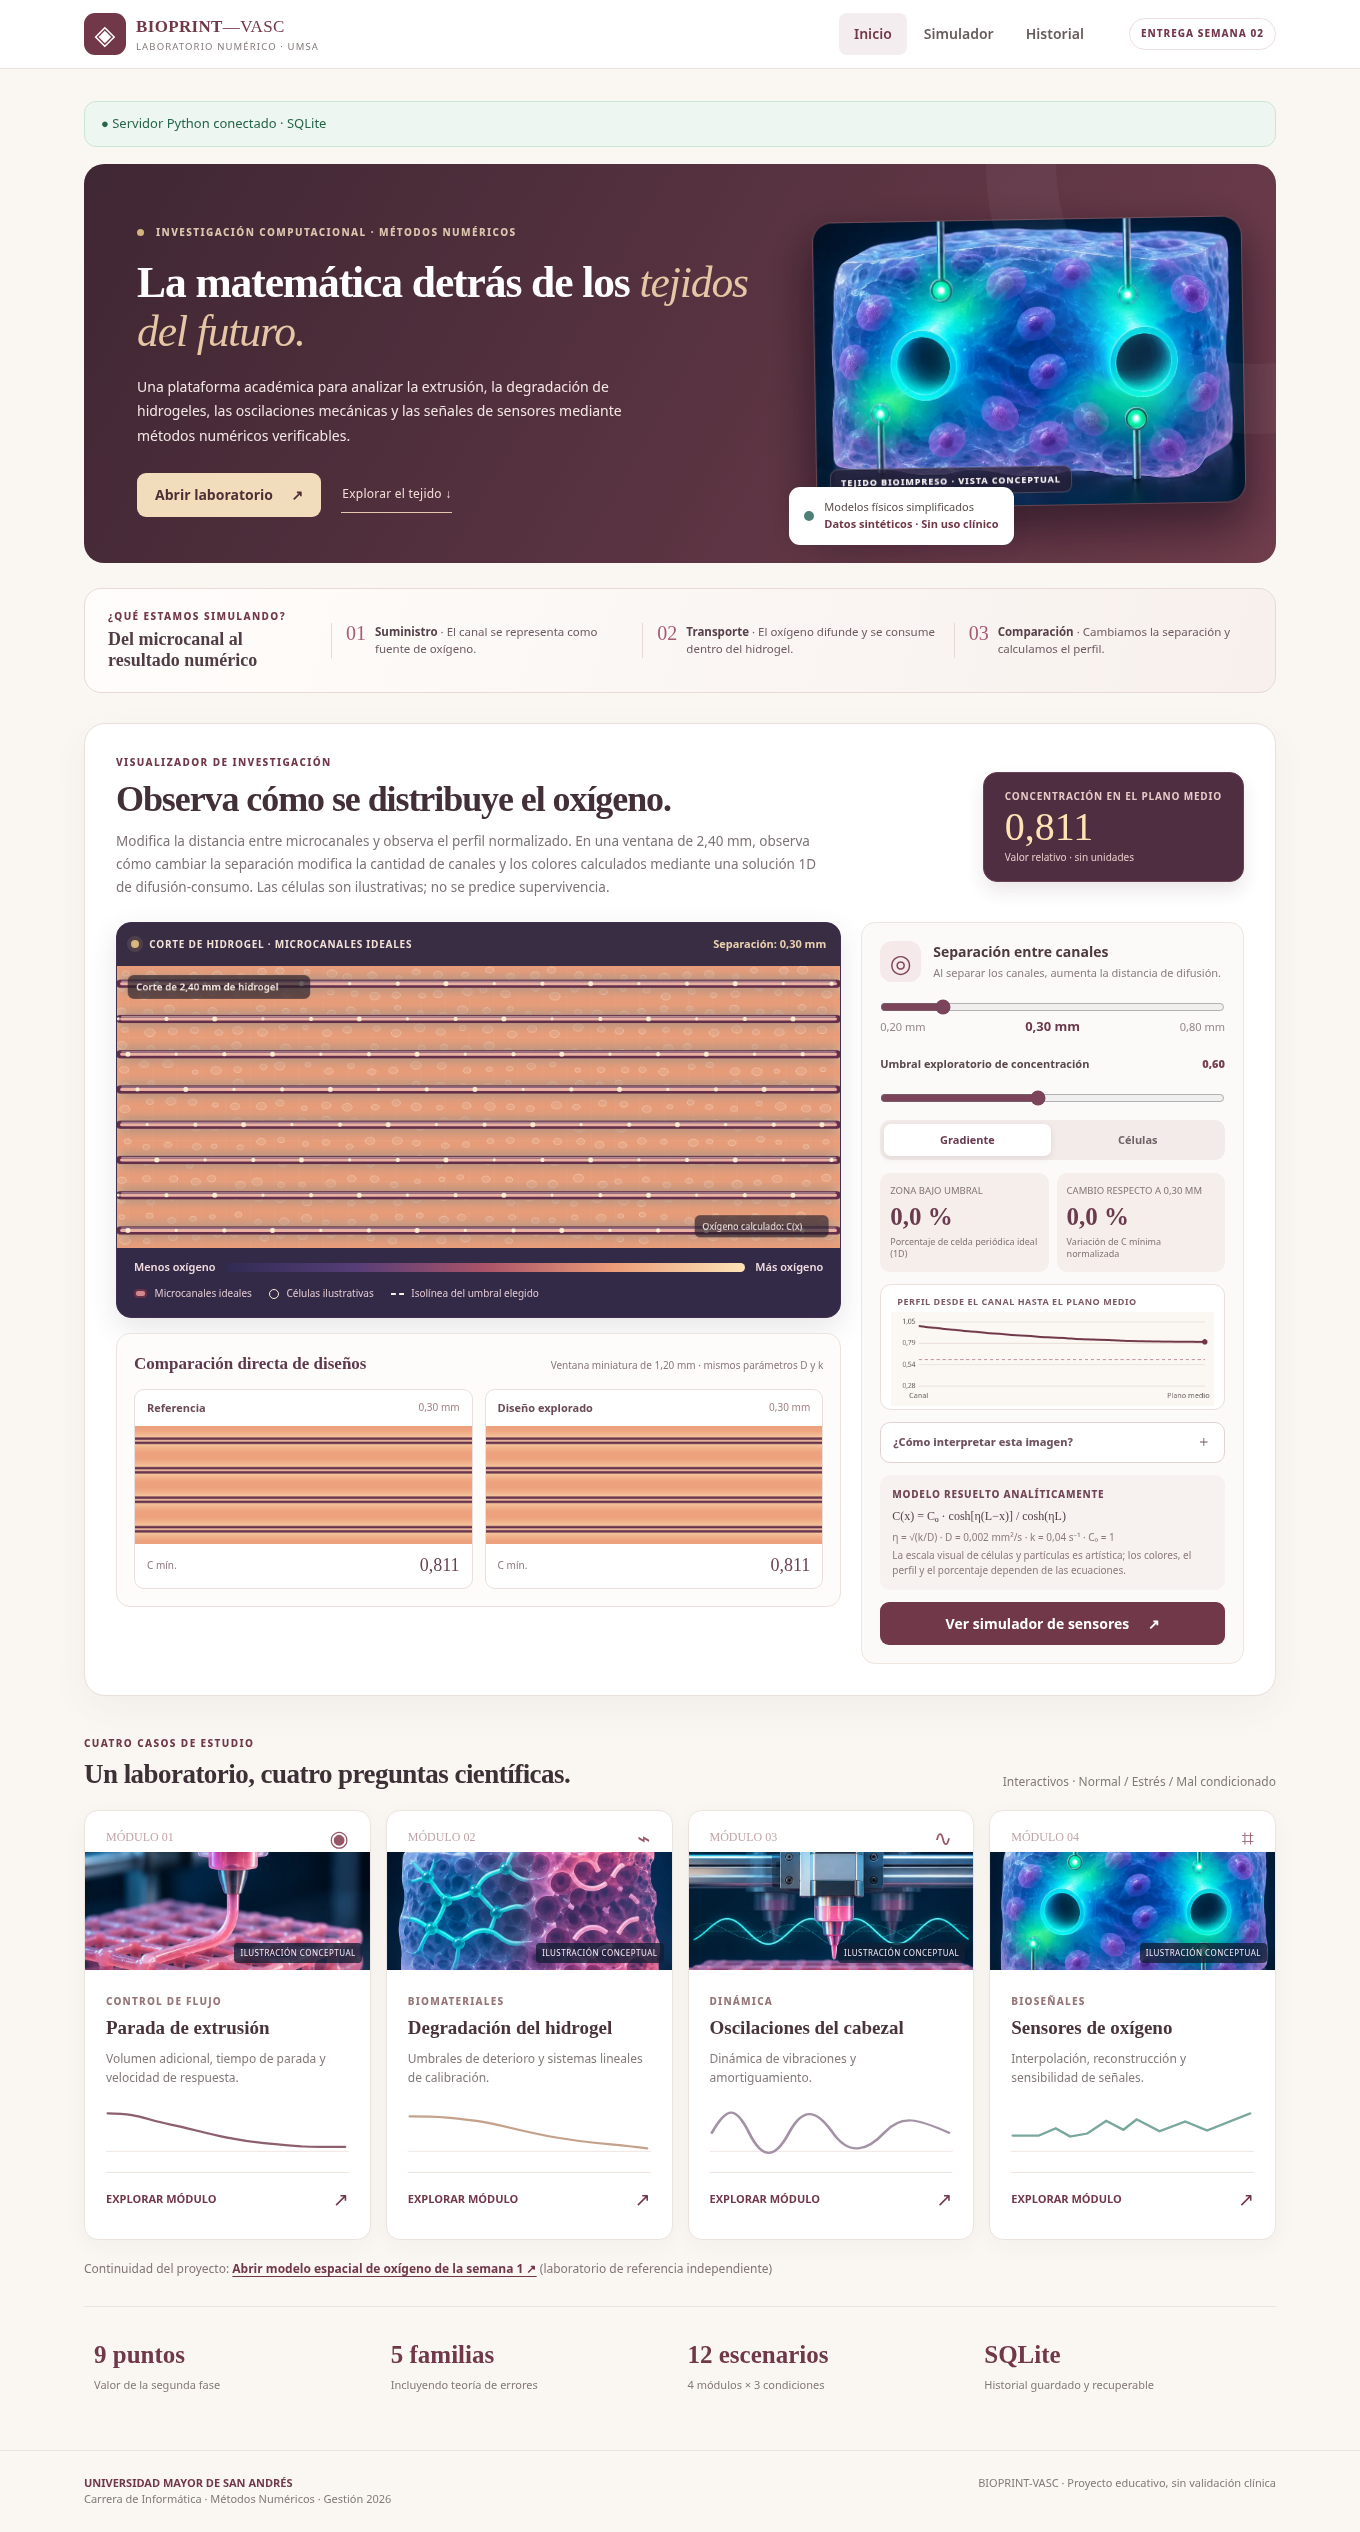 ◈ BIOPRINT—VASC
LABORATORIO NUMÉRICO · UMSA
Inicio Simulador Historial ENTREGA SEMANA 02
● Servidor Python conectado · SQLite
INVESTIGACIÓN COMPUTACIONAL · MÉTODOS NUMÉRICOS
La matemática detrás de los tejidos
del futuro.
Una plataforma académica para analizar la extrusión, la degradación de
hidrogeles, las oscilaciones mecánicas y las señales de sensores mediante
métodos numéricos verificables.
Abrir laboratorio ↗ Explorar el tejido ↓
TEJIDO BIOIMPRESO · VISTA CONCEPTUAL
Modelos físicos simplificados
Datos sintéticos · Sin uso clínico
¿QUÉ ESTAMOS SIMULANDO?
Del microcanal al
resultado numérico
01 Suministro · El canal se representa como
fuente de oxígeno.
02 Transporte · El oxígeno difunde y se consume
dentro del hidrogel.
03 Comparación · Cambiamos la separación y
calculamos el perfil.
VISUALIZADOR DE INVESTIGACIÓN
Observa cómo se distribuye el oxígeno.
Modifica la distancia entre microcanales y observa el perfil normalizado. En una ventana de 2,40 mm, observa
cómo cambiar la separación modifica la cantidad de canales y los colores calculados mediante una solución 1D
de difusión-consumo. Las células son ilustrativas; no se predice supervivencia.
CONCENTRACIÓN EN EL PLANO MEDIO
0,811
Valor relativo · sin unidades
CORTE DE HIDROGEL · MICROCANALES IDEALES Separación: 0,30 mm
Corte de 2,40 mm de hidrogel
Oxígeno calculado: C(x)
Menos oxígeno Más oxígeno
Microcanales ideales Células ilustrativas Isolínea del umbral elegido
Comparación directa de diseños Ventana miniatura de 1,20 mm · mismos parámetros D y k
Referencia 0,30 mm
C mín. 0,811
Diseño explorado 0,30 mm
C mín. 0,811
Separación entre canales
Al separar los canales, aumenta la distancia de difusión.
0,20 mm 0,30 mm 0,80 mm
Umbral exploratorio de concentración 0,60
Gradiente Células
ZONA BAJO UMBRAL
0,0 %
Porcentaje de celda periódica ideal
(1D)
CAMBIO RESPECTO A 0,30 MM
0,0 %
Variación de C mínima
normalizada
PERFIL DESDE EL CANAL HASTA EL PLANO MEDIO
1,05
0,79
0,54
0,28
Canal Plano medio
¿Cómo interpretar esta imagen? +
MODELO RESUELTO ANALÍTICAMENTE
C(x) = C₀ · cosh[η(L−x)] / cosh(ηL)
η = √(k/D) · D = 0,002 mm²/s · k = 0,04 s⁻¹ · C₀ = 1
La escala visual de células y partículas es artística; los colores, el
perfil y el porcentaje dependen de las ecuaciones.
Ver simulador de sensores ↗
CUATRO CASOS DE ESTUDIO
Un laboratorio, cuatro preguntas científicas.
Interactivos · Normal / Estrés / Mal condicionado
MÓDULO 01
ILUSTRACIÓN CONCEPTUAL
CONTROL DE FLUJO
Parada de extrusión
Volumen adicional, tiempo de parada y
velocidad de respuesta.
EXPLORAR MÓDULO ↗
MÓDULO 02
ILUSTRACIÓN CONCEPTUAL
BIOMATERIALES
Degradación del hidrogel
Umbrales de deterioro y sistemas lineales
de calibración.
EXPLORAR MÓDULO ↗
MÓDULO 03
ILUSTRACIÓN CONCEPTUAL
DINÁMICA
Oscilaciones del cabezal
Dinámica de vibraciones y
amortiguamiento.
EXPLORAR MÓDULO ↗
MÓDULO 04
ILUSTRACIÓN CONCEPTUAL
BIOSEÑALES
Sensores de oxígeno
Interpolación, reconstrucción y
sensibilidad de señales.
EXPLORAR MÓDULO ↗
Continuidad del proyecto: Abrir modelo espacial de oxígeno de la semana 1 ↗ (laboratorio de referencia independiente)
9 puntos
Valor de la segunda fase
5 familias
Incluyendo teoría de errores
12 escenarios
4 módulos × 3 condiciones
SQLite
Historial guardado y recuperable
UNIVERSIDAD MAYOR DE SAN ANDRÉS
Carrera de Informática · Métodos Numéricos · Gestión 2026
BIOPRINT-VASC · Proyecto educativo, sin validación clínica